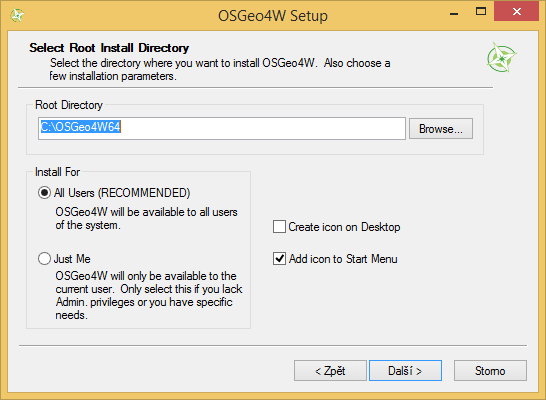 OSGeo4W Setup
Select Root Install Directory
Select the directory where you want to install OSGeo4W. Also choose a
few installation parameters.
Root Directory
C:\OSGeo4W64
Browse...
Install For
All Users (RECOMMENDED)
OSGeo4W will be available to all users
of the system.
Create icon on Desktop
Just Me
Add icon to Start Menu
OSGeo4W will only be available to the
current user. Only select this if you lack
Admin. privileges or you have specific
needs.
< Zpět
Další >
Storno